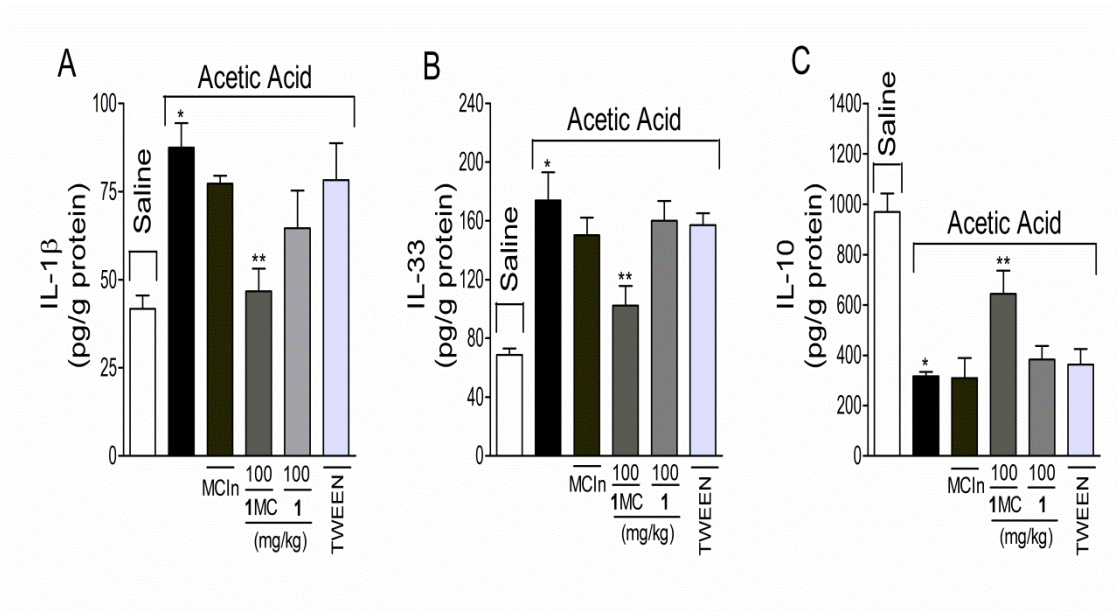 A
Acetic Acid
*
**
Saline
IL-1β
(pg/g protein)
100
75
50
25
0
MCIn
100
1MC
100
1
(mg/kg)
TWEEN
B
Acetic Acid
*
**
Saline
IL-33
(pg/g protein)
240
200
160
120
80
40
0
MCIn
100
1MC
100
1
(mg/kg)
TWEEN
C
Saline
Acetic Acid
*
**
IL-10
(pg/g protein)
1400
1200
1000
800
600
400
200
0
MCIn
100
1MC
100
1
(mg/kg)
TWEEN